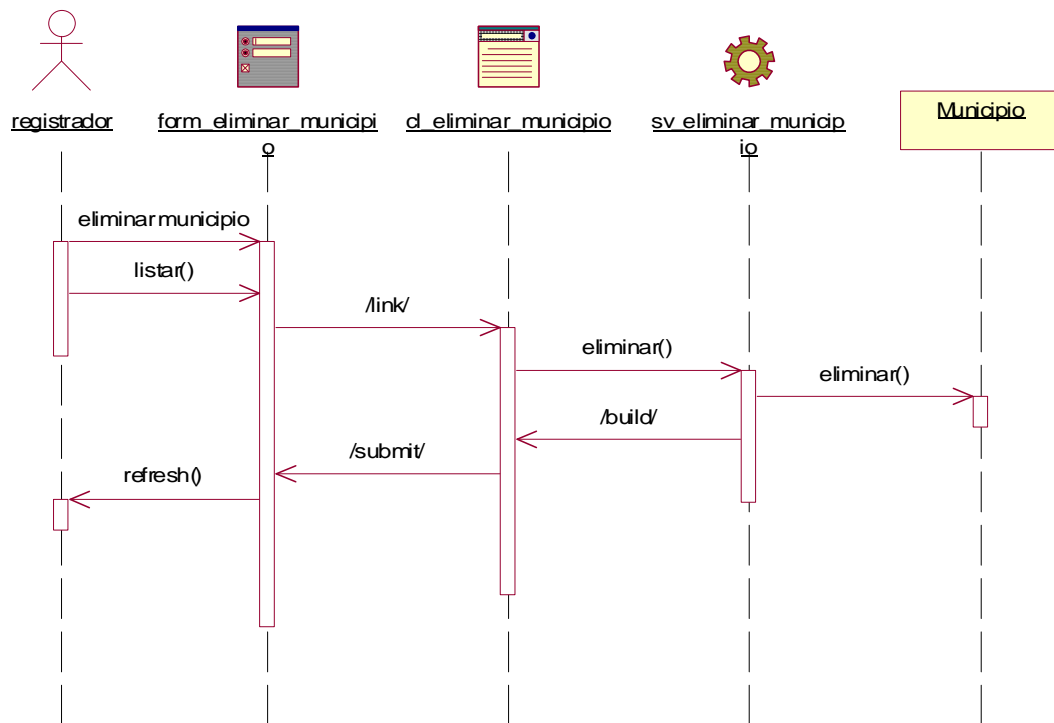 registrador
form_eliminar_municipi
o
cl_eliminar_municipio
sv_eliminar_municip
io
Municipio
eliminar municipio
listar()
/link/
eliminar()
eliminar()
/build/
/submit/
refresh()